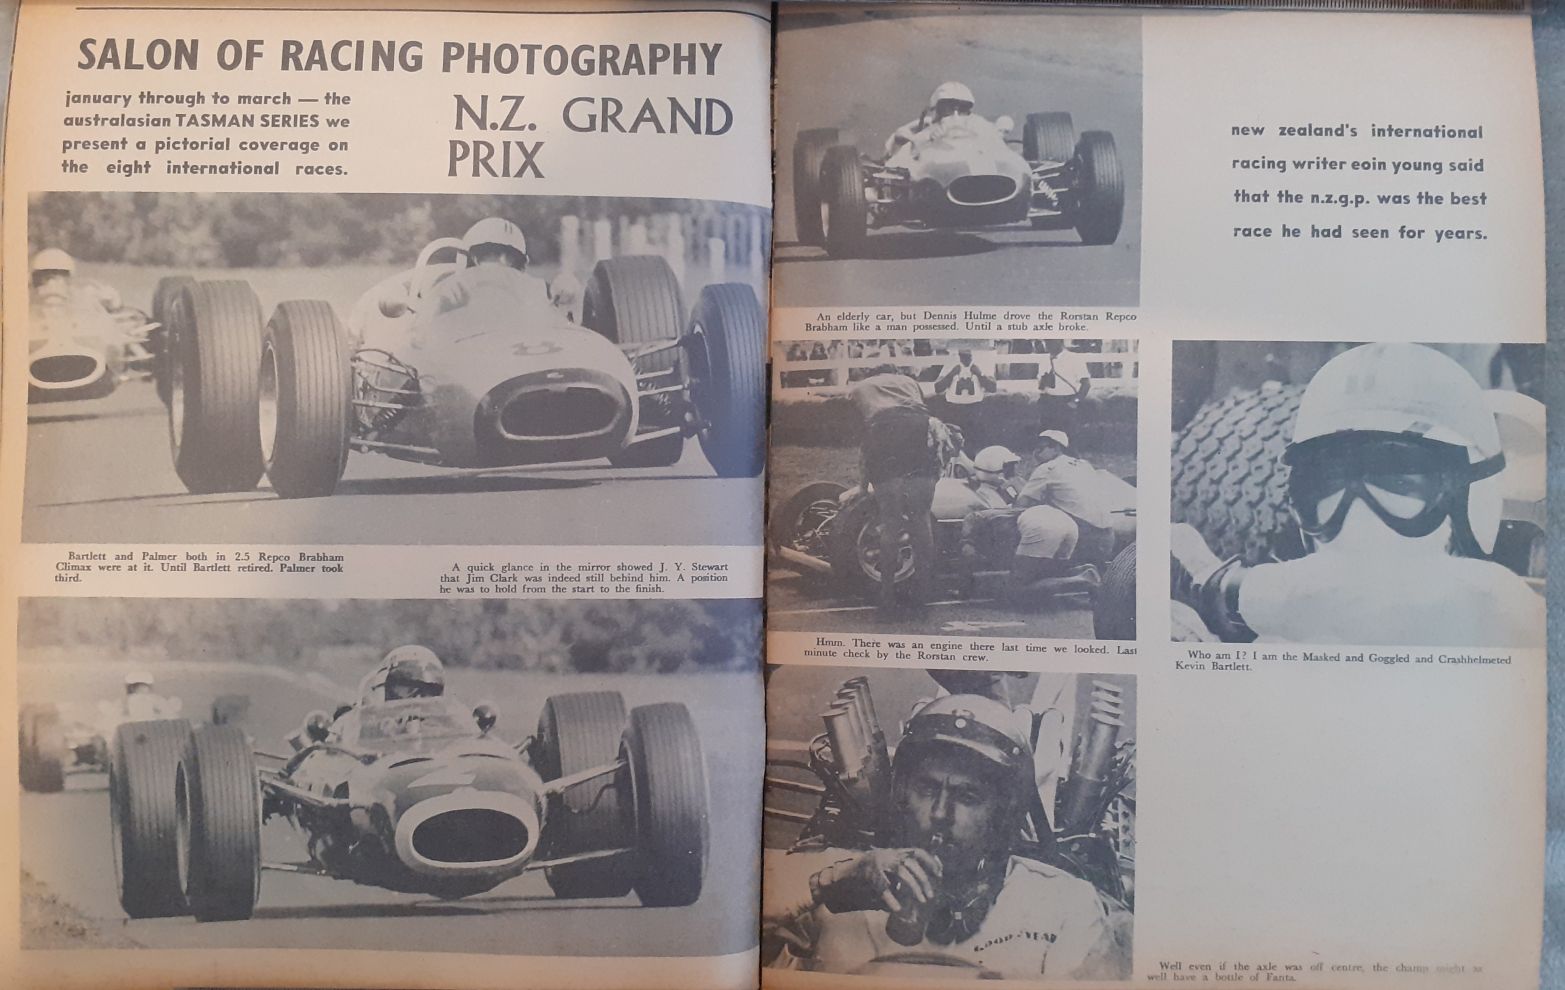 SALON OF RACING PHOTOGRAPHY
january through to march — the
australasian TASMAN SERIES we
present a pictorial coverage on
the eight international races.
N.Z. GRAND
PRIX
8
Bartlett and Palmer both in 2.5 Repco Brabham
Climax were at it. Until Bartlett retired. Palmer took
third.
A quick glance in the mirror showed J. Y. Stewart
that Jim Clark was indeed still behind him. A position
he was to hold from the start to the finish.
new zealand's international
racing writer eoin young said
that the n.z.g.p. was the best
race he had seen for years.
An elderly car, but Dennis Hulme drove the Rorstan Repco
Brabham like a man possessed. Until a stub axle broke.
Hmm. There was an engine there last time we looked. Last
minute check by the Rorstan crew.
Who am I? I am the Masked and Goggled and Crashhelmeted
Kevin Bartlett.
GOODYEAR
Well even if the axle was off centre, the champ might as
well have a bottle of Fanta.